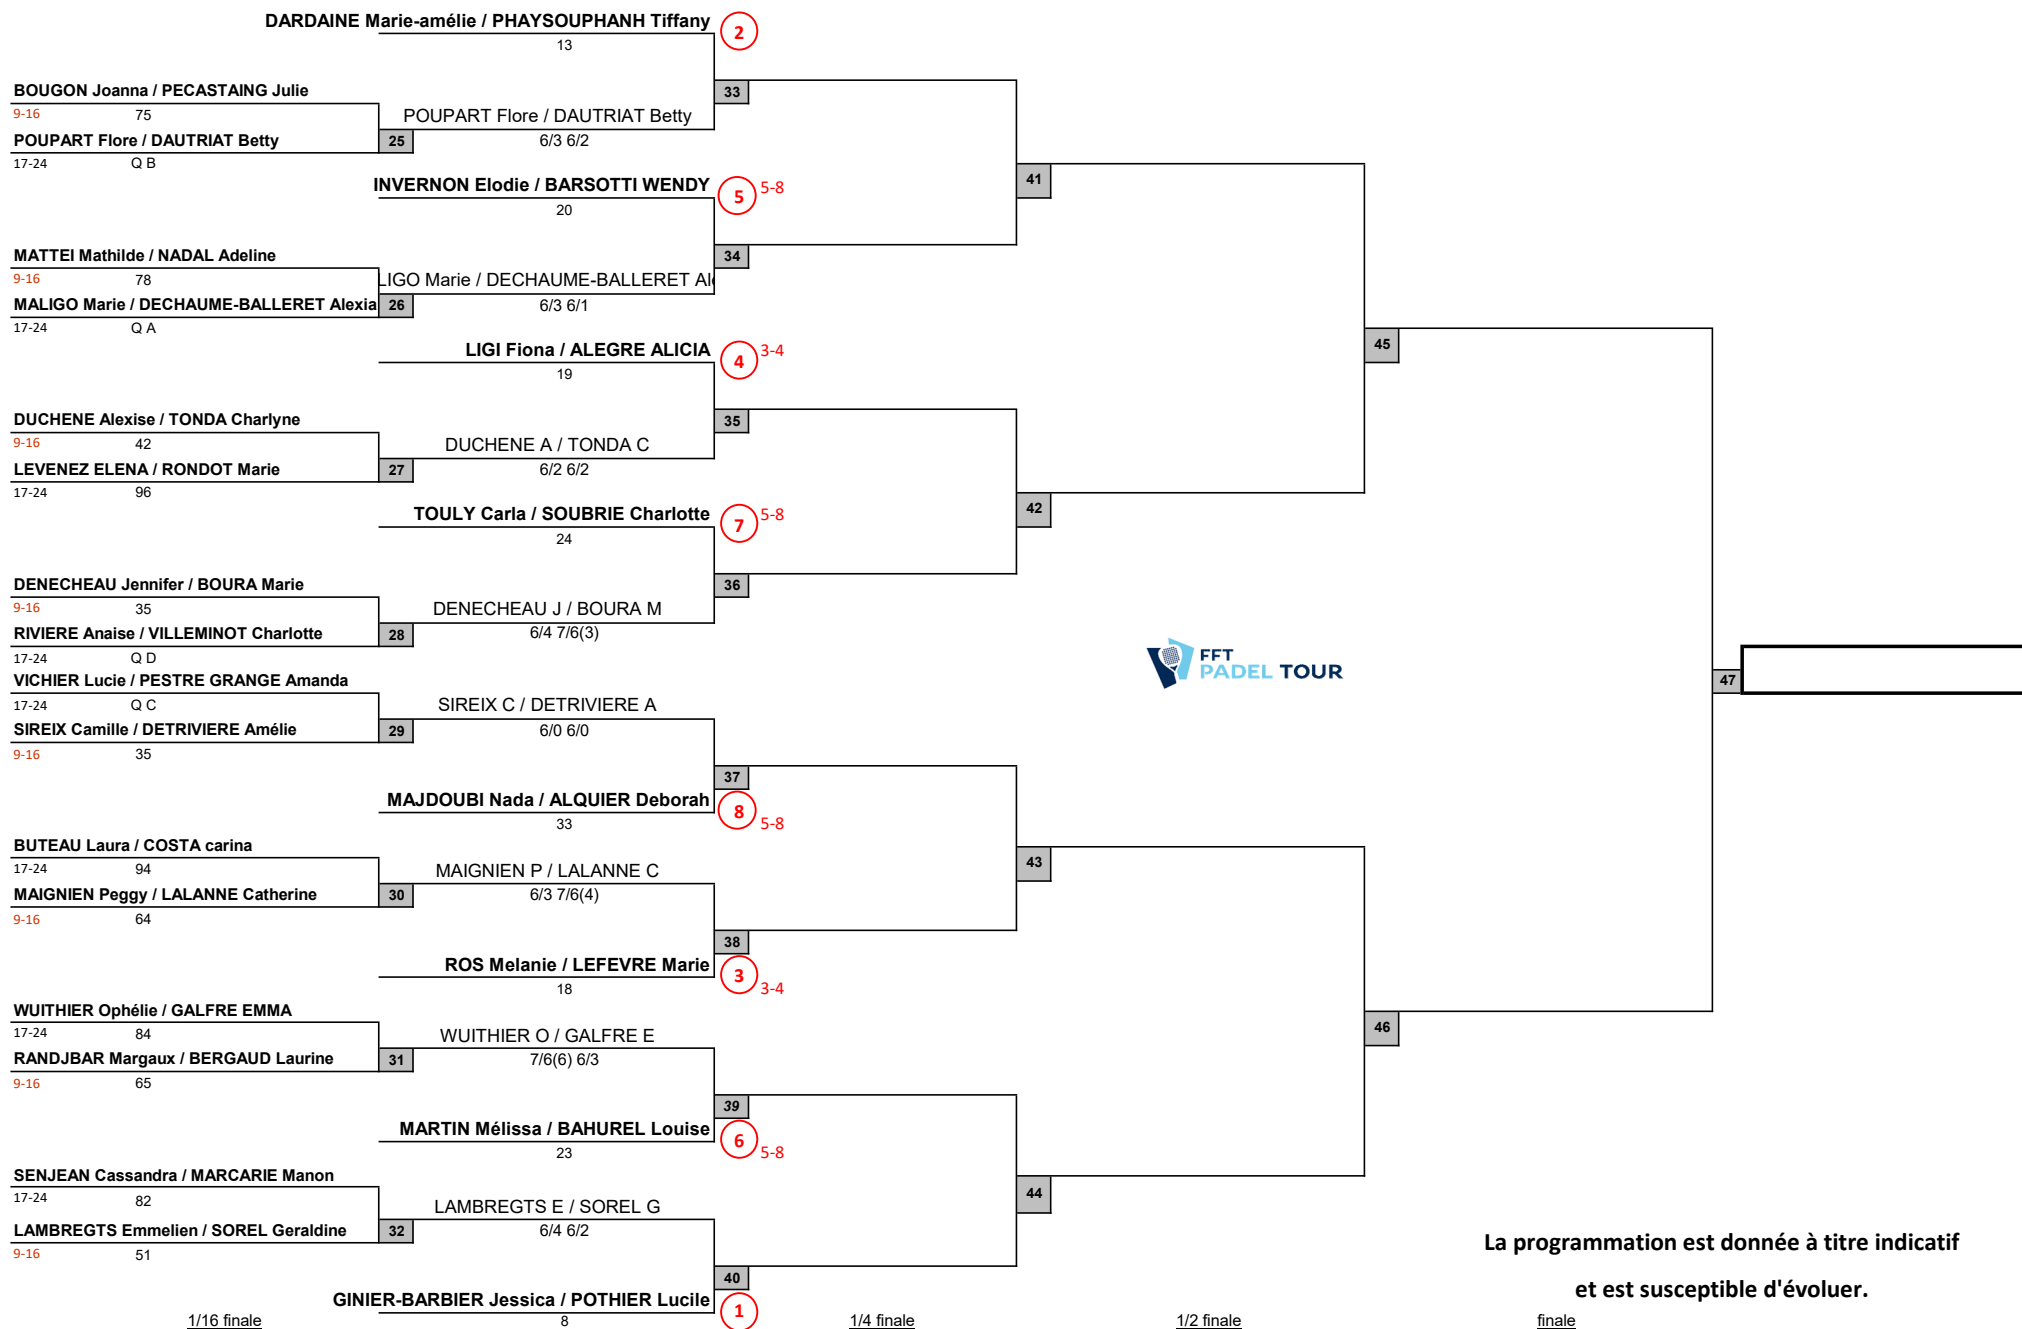 DARDAINE Marie-amélie / PHAYSOUPHANH Tiffany
2
13
BOUGON Joanna / PECASTAING Julie
33
9-16 75
POUPART Flore / DAUTRIAT Betty
POUPART Flore / DAUTRIAT Betty
25
6/3 6/2
17-24 Q B
INVERNON Elodie / BARSOTTI WENDY
5
5-8
41
20
MATTEI Mathilde / NADAL Adeline
34
9-16 78
LIGO Marie / DECHAUME-BALLERET Al
MALIGO Marie / DECHAUME-BALLERET Alexia
26
6/3 6/1
17-24 Q A
LIGI Fiona / ALEGRE ALICIA
4
3-4
45
19
DUCHENE Alexise / TONDA Charlyne
35
9-16 42
DUCHENE A / TONDA C
LEVENEZ ELENA / RONDOT Marie
27
6/2 6/2
17-24 96
TOULY Carla / SOUBRIE Charlotte
7
5-8
42
24
DENECHEAU Jennifer / BOURA Marie
36
9-16 35
DENECHEAU J / BOURA M
RIVIERE Anaise / VILLEMINOT Charlotte
28
6/4 7/6(3)
17-24 Q D
FFT
PADEL TOUR
47
VICHIER Lucie / PESTRE GRANGE Amanda
17-24 Q C
SIREIX C / DETRIVIERE A
SIREIX Camille / DETRIVIERE Amélie
29
6/0 6/0
9-16 35
37
MAJDOUBI Nada / ALQUIER Deborah
8
5-8
33
BUTEAU Laura / COSTA carina
43
17-24 94
MAIGNIEN P / LALANNE C
MAIGNIEN Peggy / LALANNE Catherine
30
6/3 7/6(4)
9-16 64
38
ROS Melanie / LEFEVRE Marie
3
3-4
18
WUITHIER Ophélie / GALFRE EMMA
46
17-24 84
WUITHIER O / GALFRE E
RANDJBAR Margaux / BERGAUD Laurine
31
7/6(6) 6/3
9-16 65
39
MARTIN Mélissa / BAHUREL Louise
6
5-8
23
SENJEAN Cassandra / MARCARIE Manon
44
17-24 82
LAMBREGTS E / SOREL G
LAMBREGTS Emmelien / SOREL Geraldine
32
6/4 6/2
9-16 51
La programmation est donnée à titre indicatif
et est susceptible d'évoluer.
40
GINIER-BARBIER Jessica / POTHIER Lucile
1
8
1/16 finale
1/4 finale
1/2 finale
finale